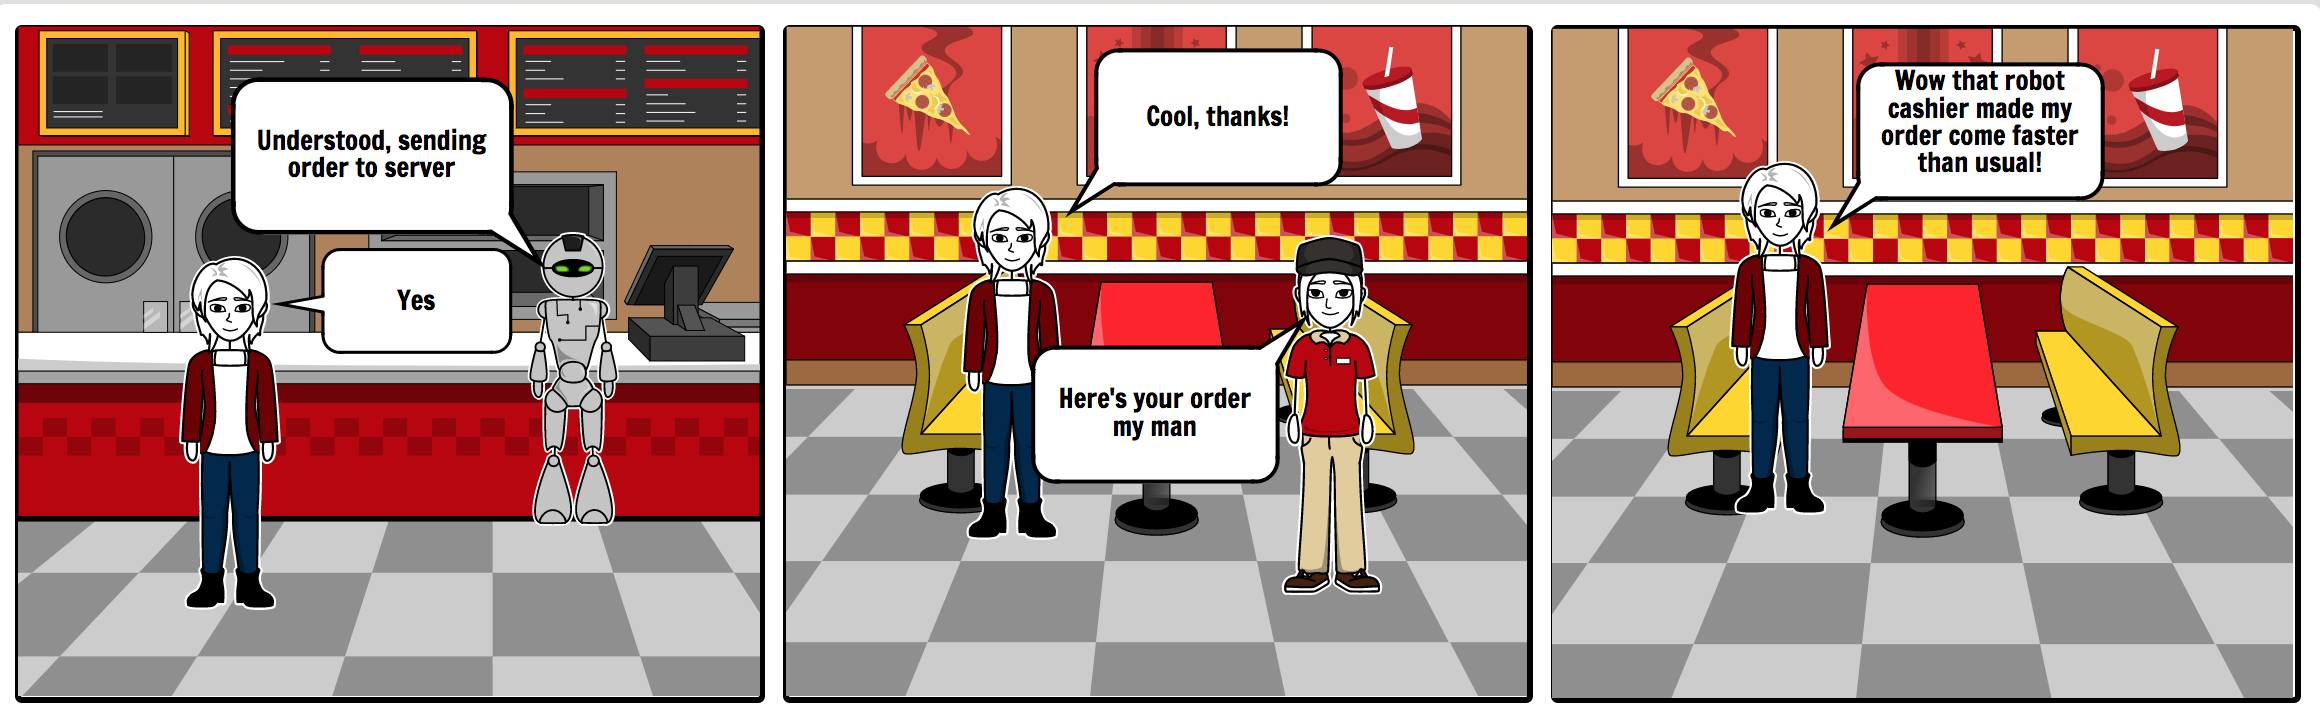 Understood, sending
order to server
Yes
Cool, thanks!
Here's your order
my man
Wow that robot
cashier made my
order come faster
than usual!